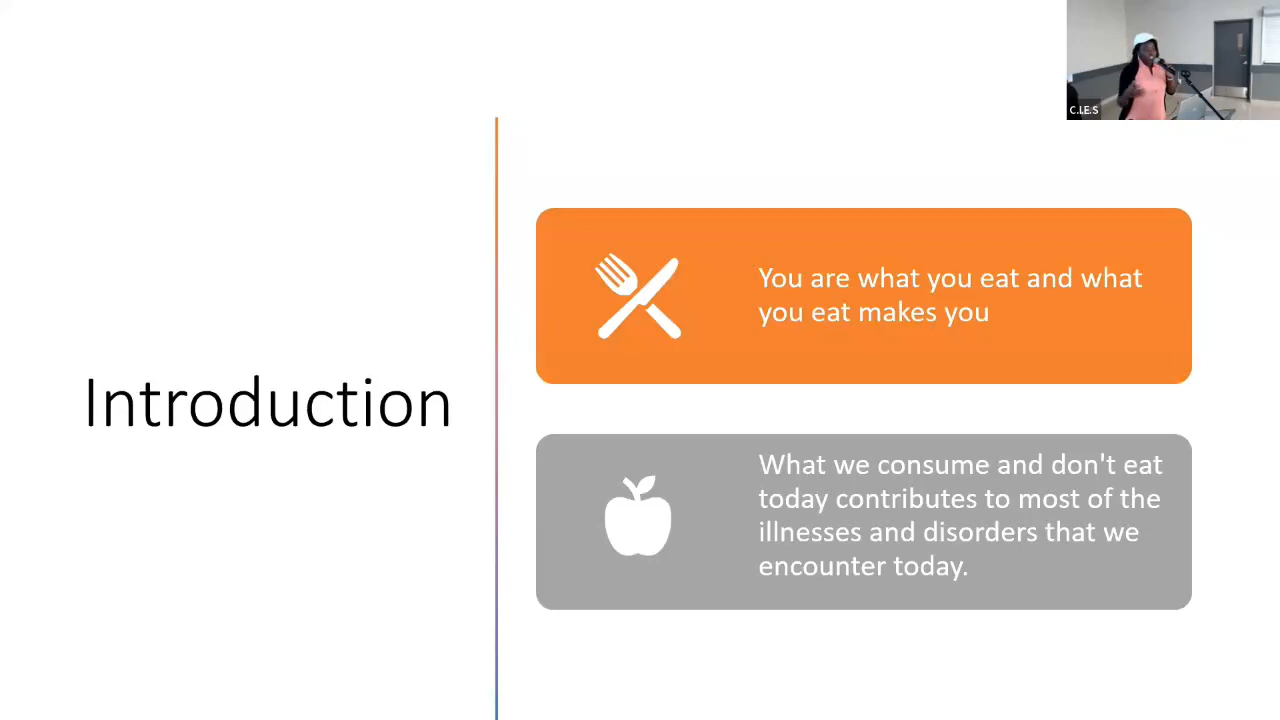 C.I.E.S
Introduction
You are what you eat and what
you eat makes you
What we consume and don't eat
today contributes to most of the
illnesses and disorders that we
encounter today.